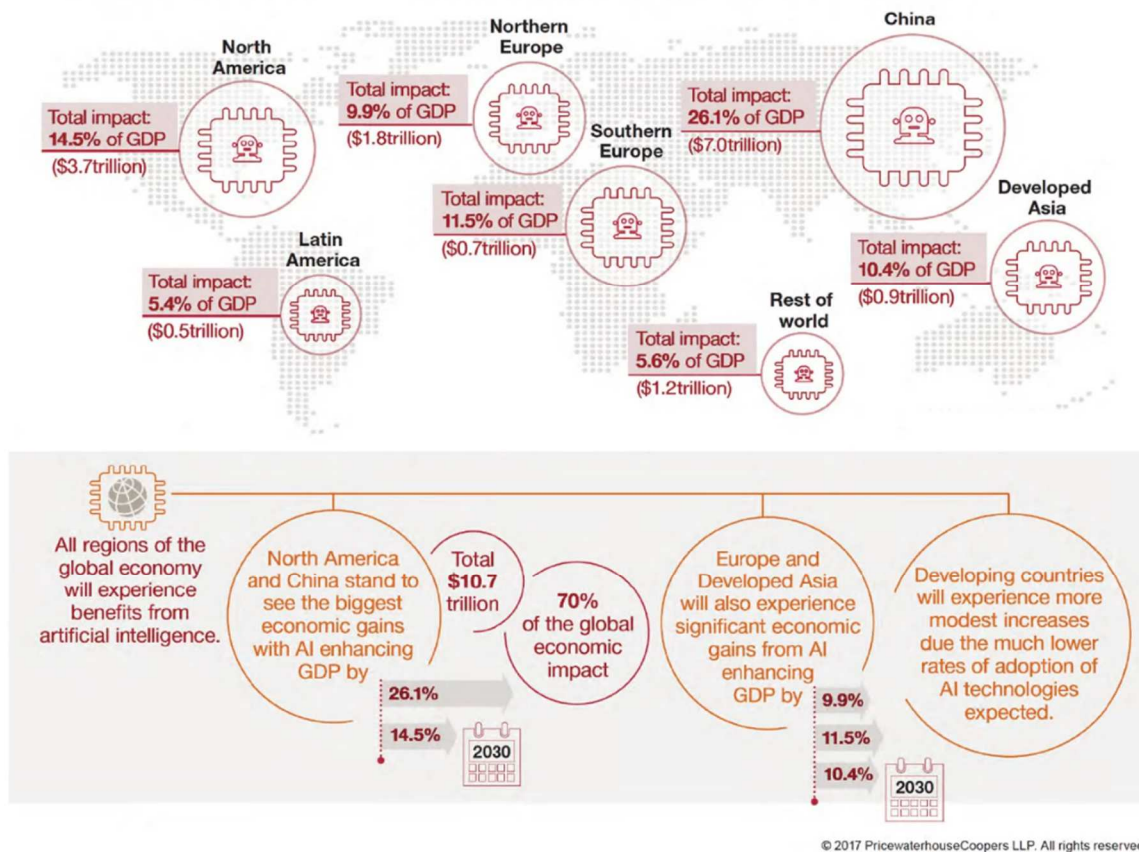 North
America
Total impact:
14.5% of GDP
($3.7trillion)
Northern
Europe
Total impact:
9.9% of GDP
($1.8trillion)
China
Total impact:
26.1% of GDP
($7.0trillion)
Southern
Europe
Total impact:
11.5% of GDP
($0.7trillion)
Developed
Asia
Total impact:
10.4% of GDP
($0.9trillion)
Latin
America
Total impact:
5.4% of GDP
($0.5trillion)
Rest of
world
Total impact:
5.6% of GDP
($1.2trillion)
All regions of the
global economy
will experience
benefits from
artificial intelligence.
North America
and China stand to
see the biggest
economic gains
with AI enhancing
GDP by
26.1%
14.5%
2030
Total
$10.7
trillion
70%
of the global
economic
impact
Europe and
Developed Asia
will also experience
significant economic
gains from AI
enhancing
GDP by
9.9%
11.5%
10.4%
2030
Developing countries
will experience more
modest increases
due the much lower
rates of adoption of
AI technologies
expected.
© 2017 PricewaterhouseCoopers LLP. All rights reserved